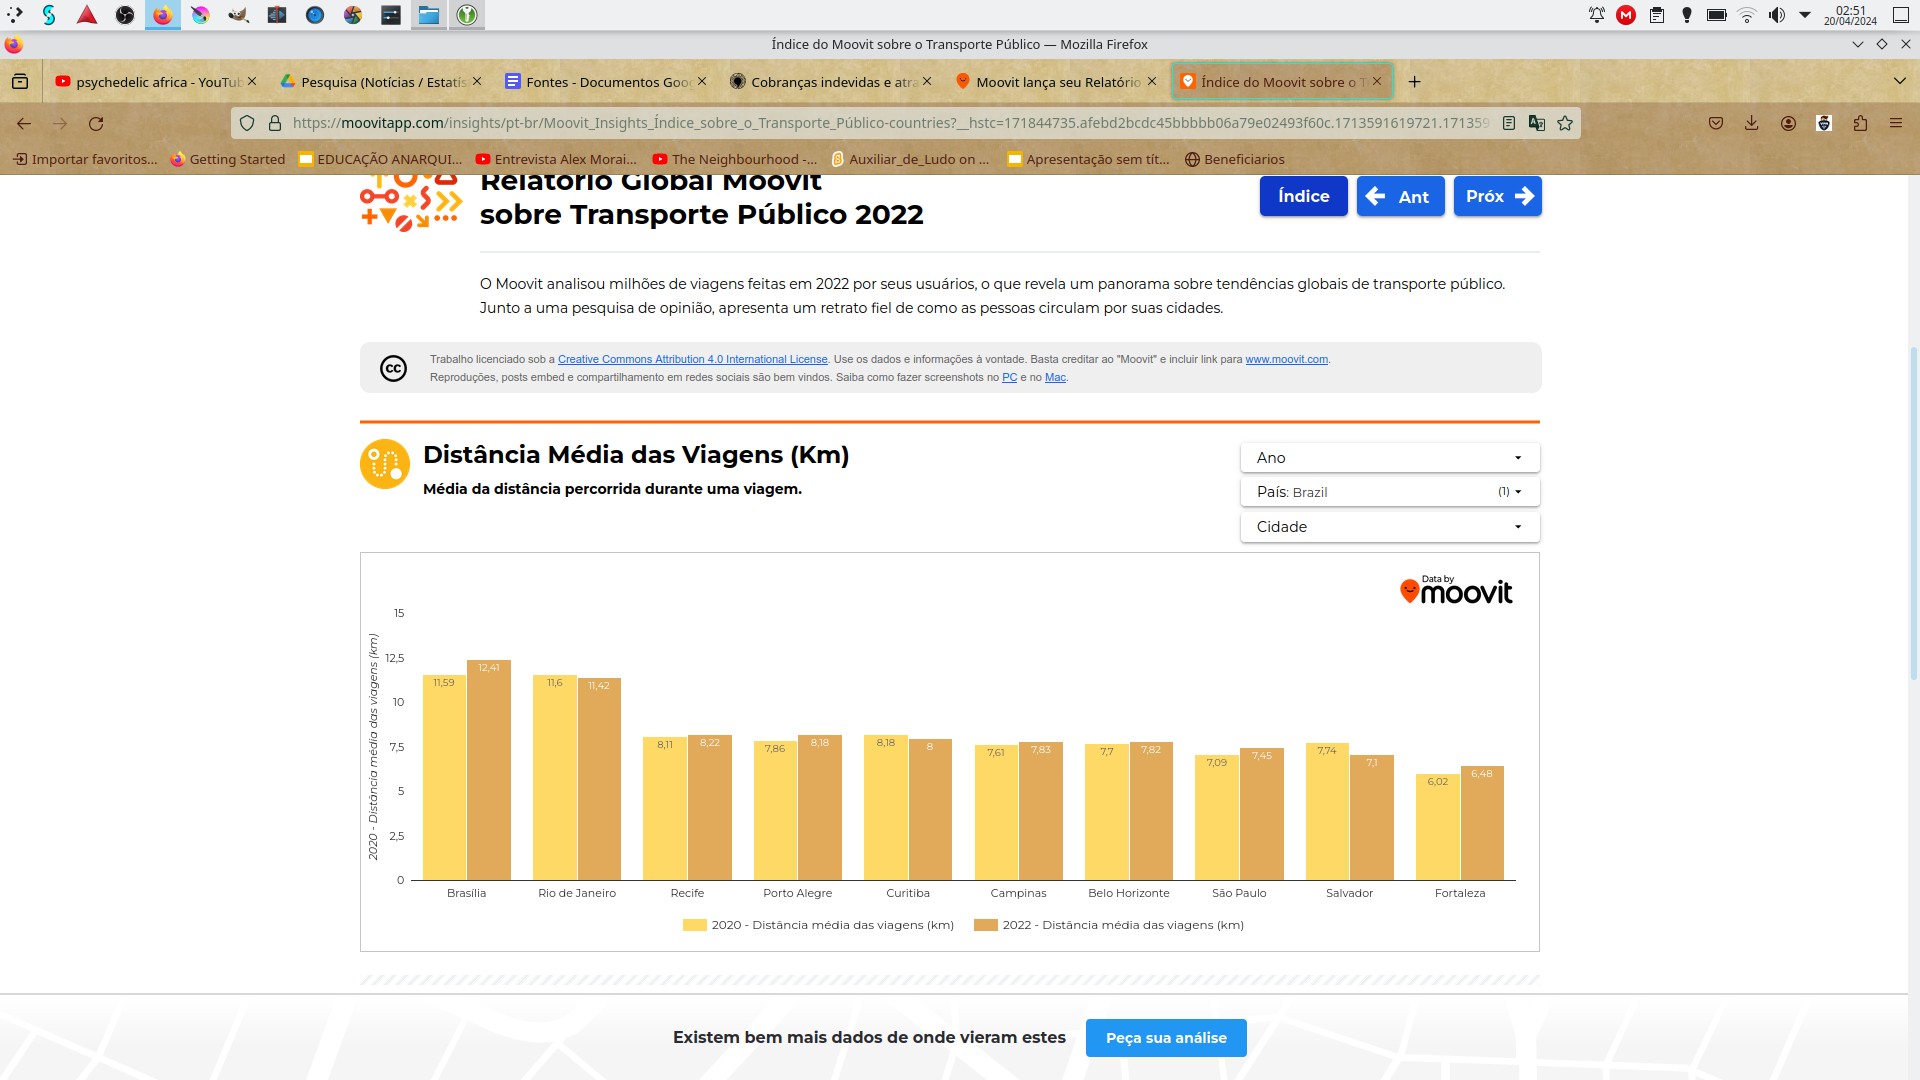 02:51
20/04/2024
Índice do Moovit sobre o Transporte Público — Mozilla Firefox
psychedelic africa - YouTub
Pesquisa (Notícias / Estatís
Fontes - Documentos Goo
Cobranças indevidas e atra
Moovit lança seu Relatório
Índice do Moovit sobre o T
https://moovitapp.com/insights/pt-br/Moovit_Insights_Índice_sobre_o_Transporte_Público-countries?__hstc=171844735.afebd2bcdc45bbbbb06a79e02493f60c.1713591619721.171359
Importar favoritos...
Getting Started
EDUCAÇÃO ANARQUI...
Entrevista Alex Morai...
The Neighbourhood -...
Auxiliar_de_Ludo on ...
Apresentação sem tít...
Beneficiarios
Relatório Global Moovit
sobre Transporte Público 2022
Índice
Ant
Próx
O Moovit analisou milhões de viagens feitas em 2022 por seus usuários, o que revela um panorama sobre tendências globais de transporte público.
Junto a uma pesquisa de opinião, apresenta um retrato fiel de como as pessoas circulam por suas cidades.
cc
Trabalho licenciado sob a Creative Commons Attribution 4.0 International License. Use os dados e informações à vontade. Basta creditar ao "Moovit" e incluir link para www.moovit.com.
Reproduções, posts embed e compartilhamento em redes sociais são bem vindos. Saiba como fazer screenshots no PC e no Mac.
Distância Média das Viagens (Km)
Média da distância percorrida durante uma viagem.
Ano
País: Brazil (1)
Cidade
Data by
moovit
2020 - Distância média das viagens (km)
15
12,5
10
7,5
5
2,5
0
11,59
12,41
11,6
11,42
8,11
8,22
7,86
8,18
8,18
8
7,61
7,83
7,7
7,82
7,09
7,45
7,74
7,1
6,02
6,48
Brasília
Rio de Janeiro
Recife
Porto Alegre
Curitiba
Campinas
Belo Horizonte
São Paulo
Salvador
Fortaleza
2020 - Distância média das viagens (km)
2022 - Distância média das viagens (km)
Existem bem mais dados de onde vieram estes
Peça sua análise